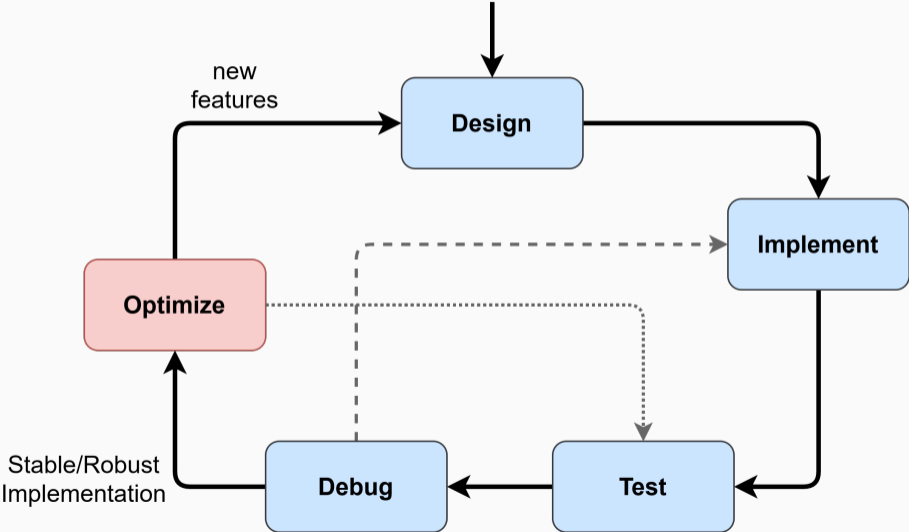 new
features
Design
Implement
Optimize
Stable/Robust
Implementation
Debug
Test